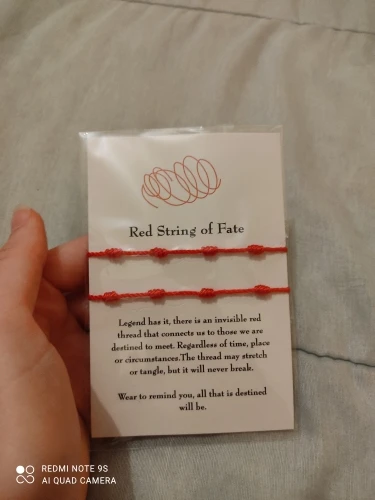 Red String of Fate
Legend has it, there is an invisible red
thread that connects us to those we are
destined to meet. Regardless of time, place
or circumstances.The thread may stretch
or tangle, but it will never break.
Wear to remind you, all that is destined
will be.
REDMI NOTE 9S
AI QUAD CAMERA